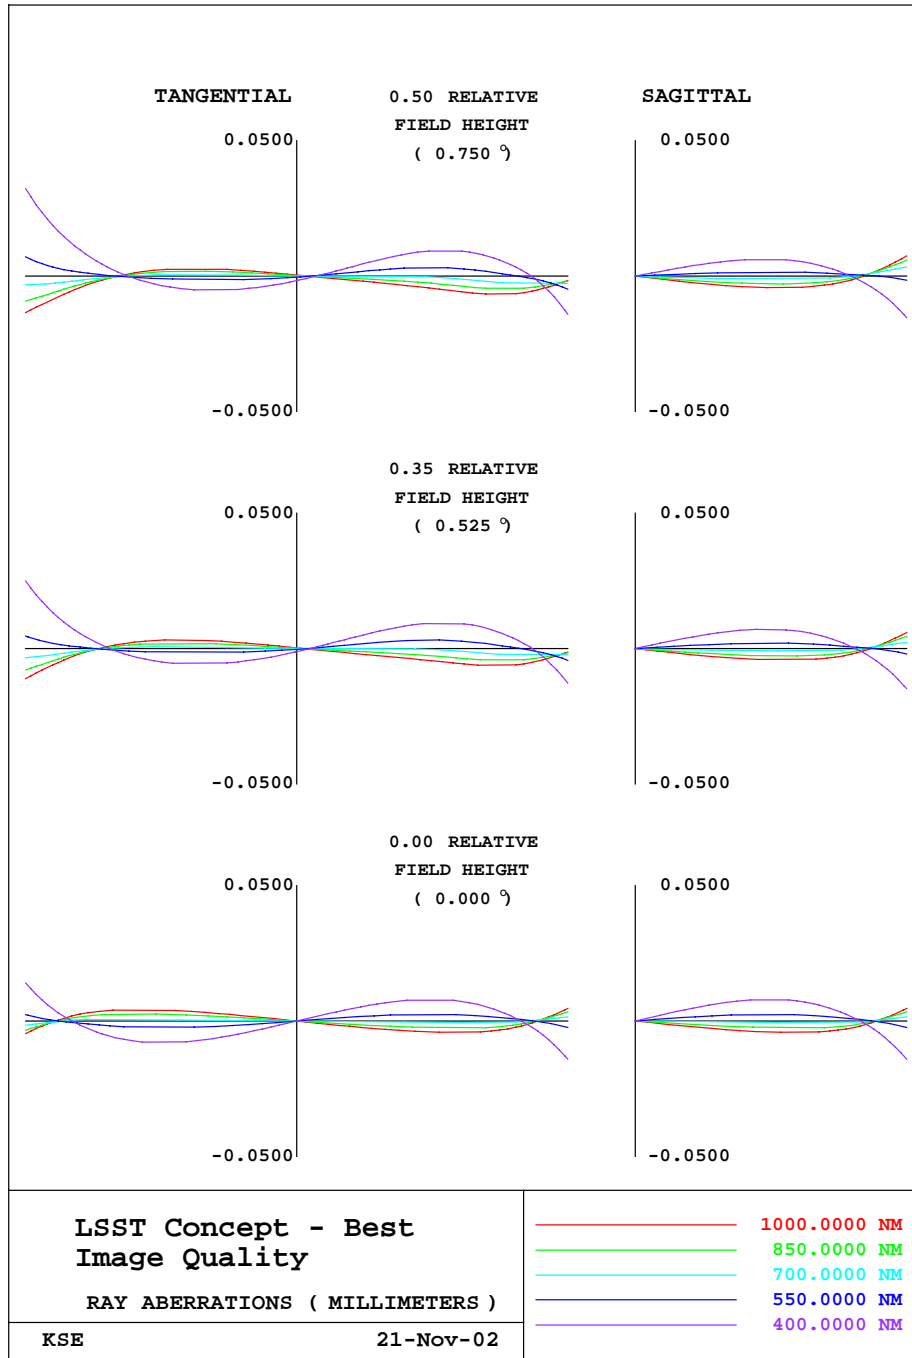 TANGENTIAL 0.50 RELATIVE SAGITTAL
FIELD HEIGHT
0.0500 ( 0.750 °) 0.0500
-0.0500 -0.0500
0.35 RELATIVE
FIELD HEIGHT
0.0500 ( 0.525 °) 0.0500
-0.0500 -0.0500
0.00 RELATIVE
FIELD HEIGHT
0.0500 ( 0.000 °) 0.0500
-0.0500 -0.0500
LSST Concept - Best
Image Quality
RAY ABERRATIONS ( MILLIMETERS )
KSE 21-Nov-02
1000.0000 NM
850.0000 NM
700.0000 NM
550.0000 NM
400.0000 NM